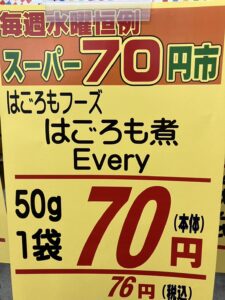 毎週水曜恒例
スーパー70円市
はごろもフーズ
はごろも煮
Every
50g
1袋 70円 (本体)
76円 (税込)